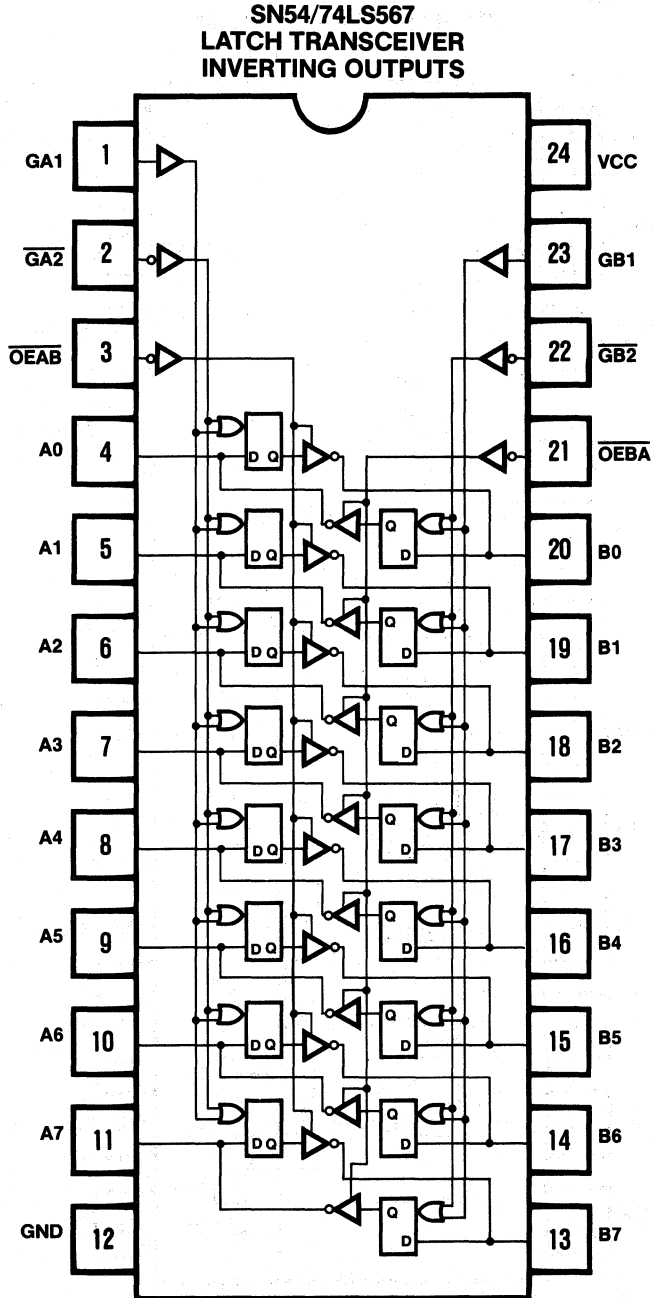 SN54/74LS567
LATCH TRANSCEIVER
INVERTING OUTPUTS
GA1 1 24 VCC
GA2 2 23 GB1
OEAB 3 22 GB2
A0 4 21 OEBA
D Q
A1 5 20 B0
D Q Q D
A2 6 19 B1
D Q Q D
A3 7 18 B2
D Q Q D
A4 8 17 B3
D Q Q D
A5 9 16 B4
D Q Q D
A6 10 15 B5
D Q Q D
A7 11 14 B6
D Q Q D
GND 12 13 B7
Q D